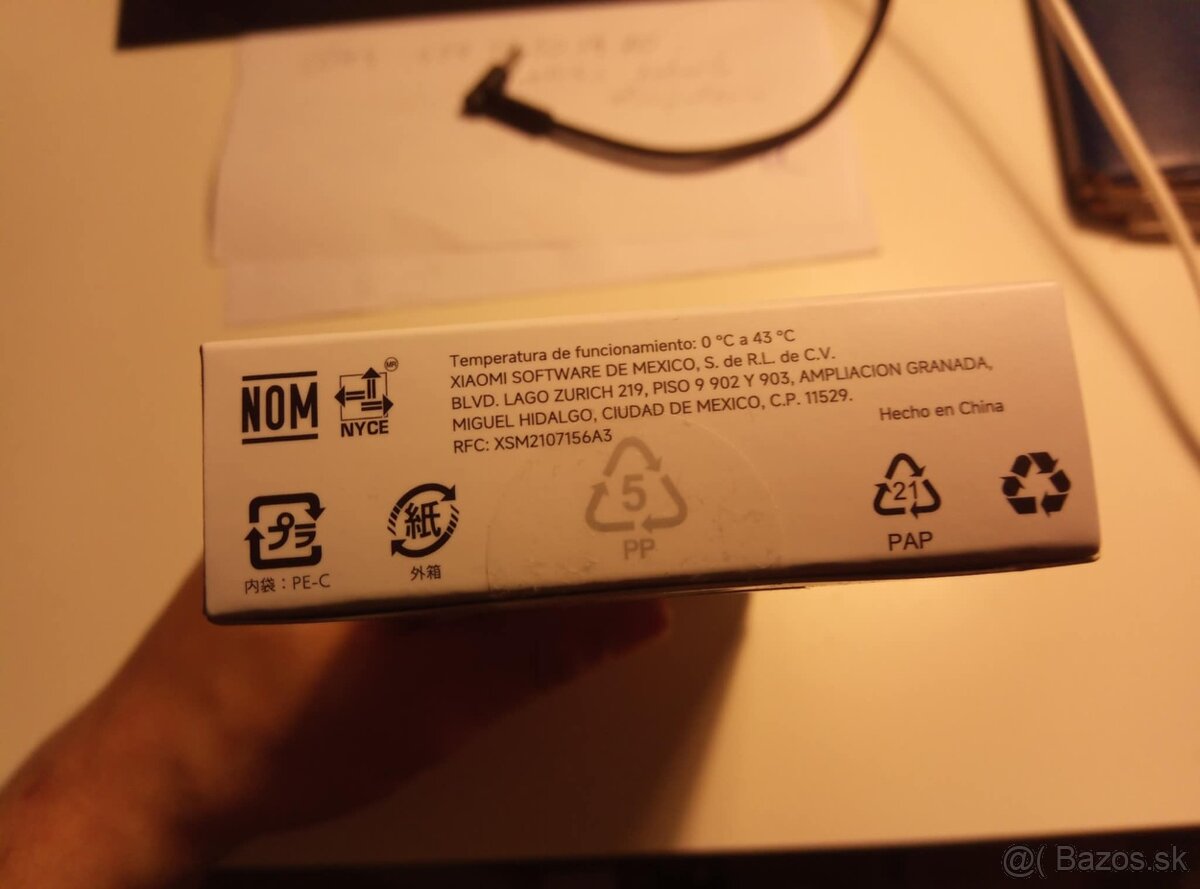 NOM
NYCE
MR
Temperatura de funcionamiento: 0 °C a 43 °C
XIAOMI SOFTWARE DE MEXICO, S. de R.L. de C.V.
BLVD. LAGO ZURICH 219, PISO 9 902 Y 903, AMPLIACION GRANADA,
MIGUEL HIDALGO, CIUDAD DE MEXICO, C.P. 11529.
RFC: XSM2107156A3
Hecho en China
プラ
内袋：PE-C
紙
外箱
5
PP
21
PAP
@( Bazos.sk